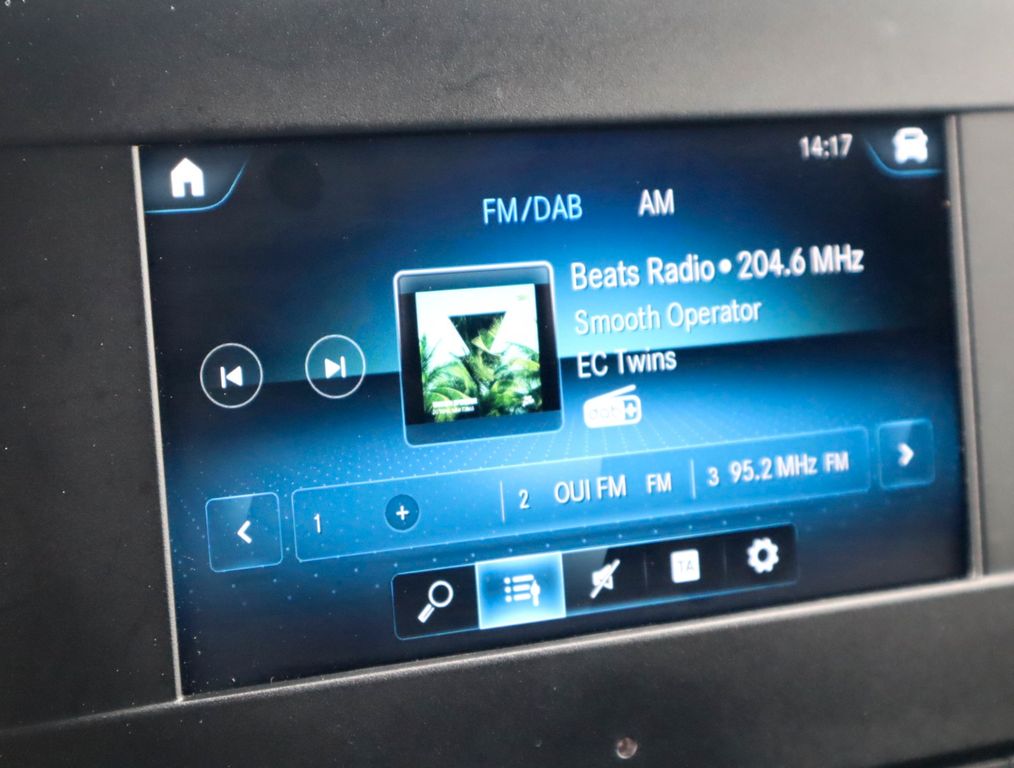 14:17
FM/DAB AM
Beats Radio • 204.6 MHz
Smooth Operator
EC Twins
1 + 2 OUI FM FM 3 95.2 MHz FM
TA